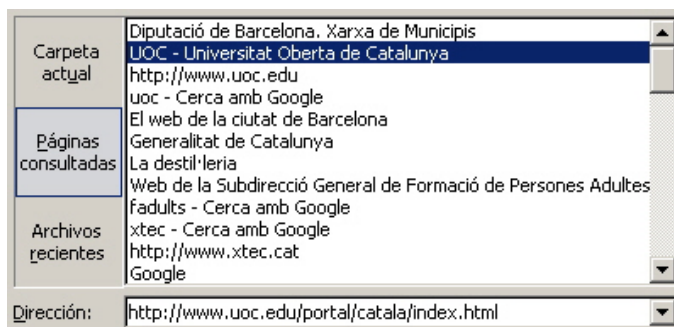 Carpeta
actual
Páginas
consultadas
Archivos
recientes
Diputació de Barcelona. Xarxa de Municipis
UOC - Universitat Oberta de Catalunya
http://www.uoc.edu
uoc - Cerca amb Google
El web de la ciutat de Barcelona
Generalitat de Catalunya
La destil·leria
Web de la Subdirecció General de Formació de Persones Adultes
fadults - Cerca amb Google
xtec - Cerca amb Google
http://www.xtec.cat
Google
Dirección: http://www.uoc.edu/portal/catala/index.html